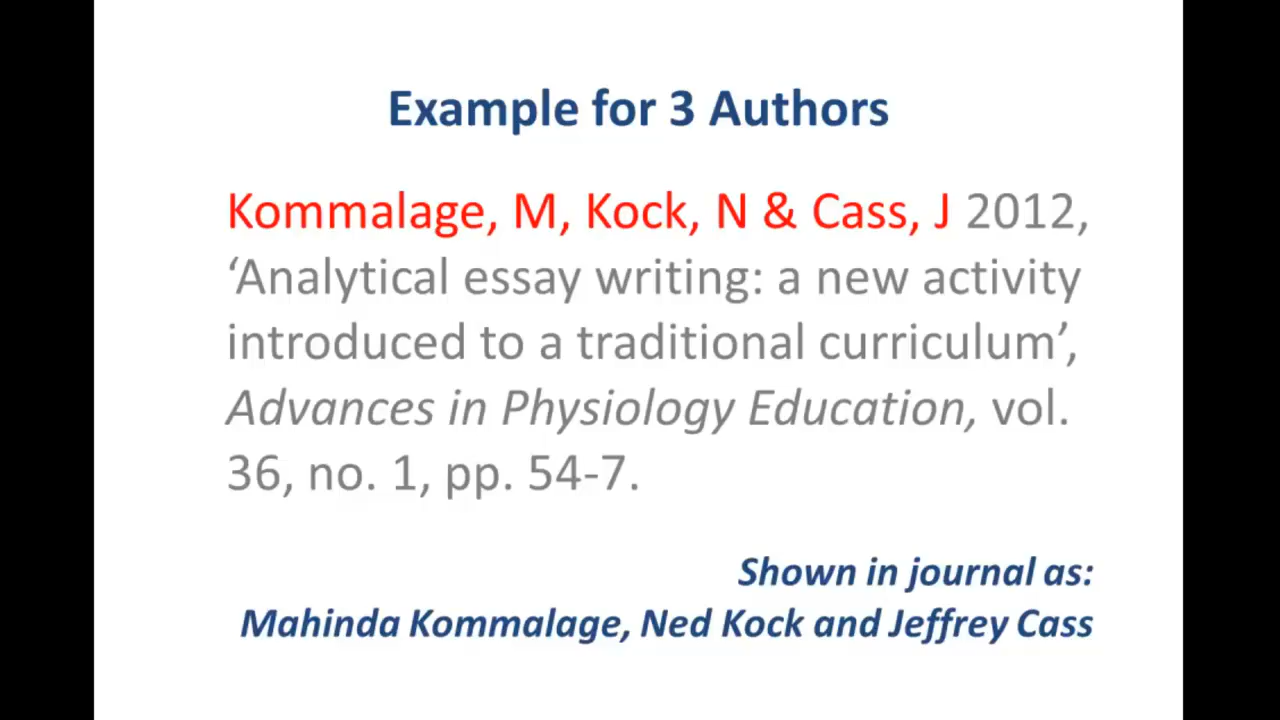 Example for 3 Authors
Kommalage, M, Kock, N & Cass, J 2012,
‘Analytical essay writing: a new activity
introduced to a traditional curriculum’,
Advances in Physiology Education, vol.
36, no. 1, pp. 54-7.
Shown in journal as:
Mahinda Kommalage, Ned Kock and Jeffrey Cass